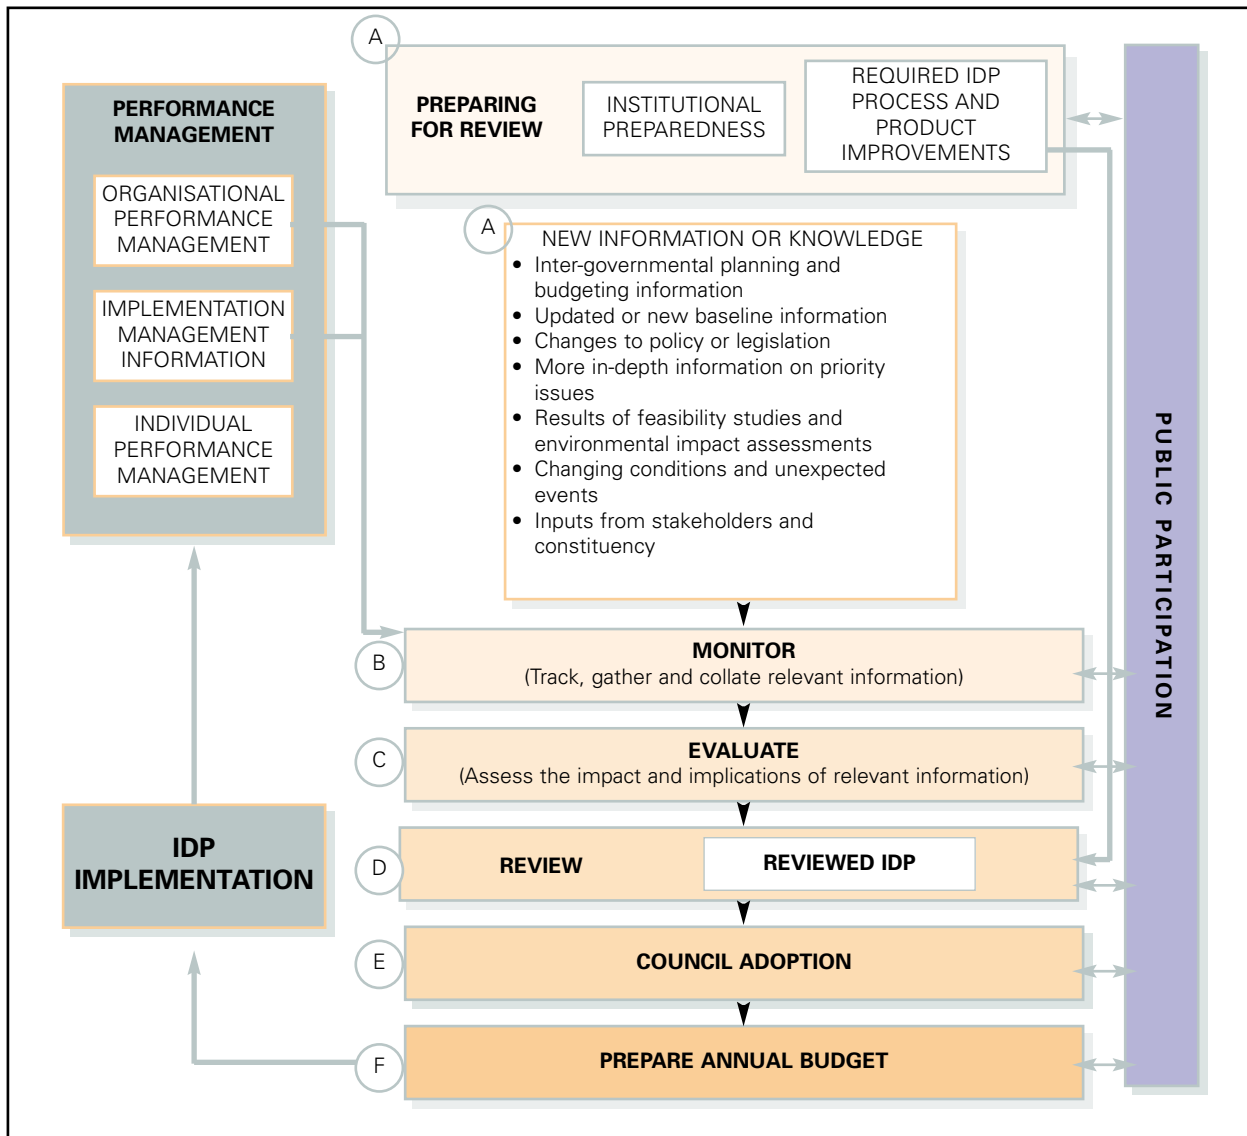 A
PREPARING
FOR REVIEW
INSTITUTIONAL
PREPAREDNESS
REQUIRED IDP
PROCESS AND
PRODUCT
IMPROVEMENTS
PERFORMANCE
MANAGEMENT
ORGANISATIONAL
PERFORMANCE
MANAGEMENT
IMPLEMENTATION
MANAGEMENT
INFORMATION
INDIVIDUAL
PERFORMANCE
MANAGEMENT
A
NEW INFORMATION OR KNOWLEDGE
• Inter-governmental planning and
budgeting information
• Updated or new baseline information
• Changes to policy or legislation
• More in-depth information on priority
issues
• Results of feasibility studies and
environmental impact assessments
• Changing conditions and unexpected
events
• Inputs from stakeholders and
constituency
PUBLIC PARTICIPATION
B
MONITOR
(Track, gather and collate relevant information)
C
EVALUATE
(Assess the impact and implications of relevant information)
IDP
IMPLEMENTATION
D
REVIEW
REVIEWED IDP
E
COUNCIL ADOPTION
F
PREPARE ANNUAL BUDGET